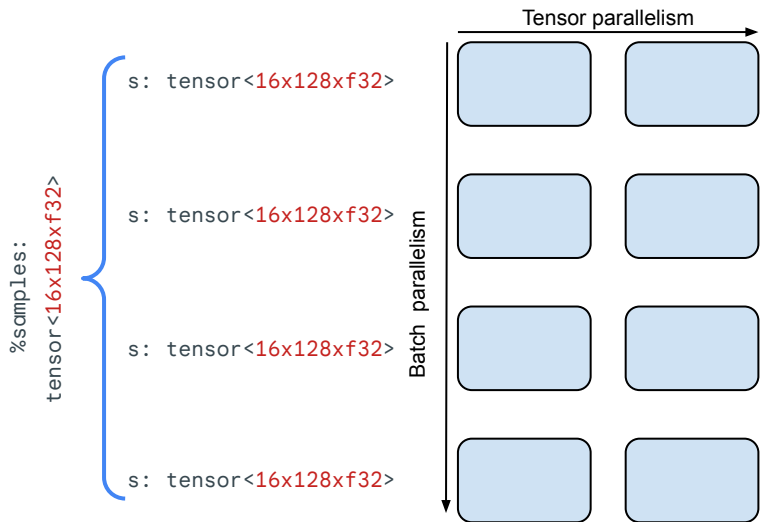 Tensor parallelism
s: tensor<16x128xf32>
s: tensor<16x128xf32>
s: tensor<16x128xf32>
s: tensor<16x128xf32>
%samples:
tensor<16x128xf32>
Batch parallelism